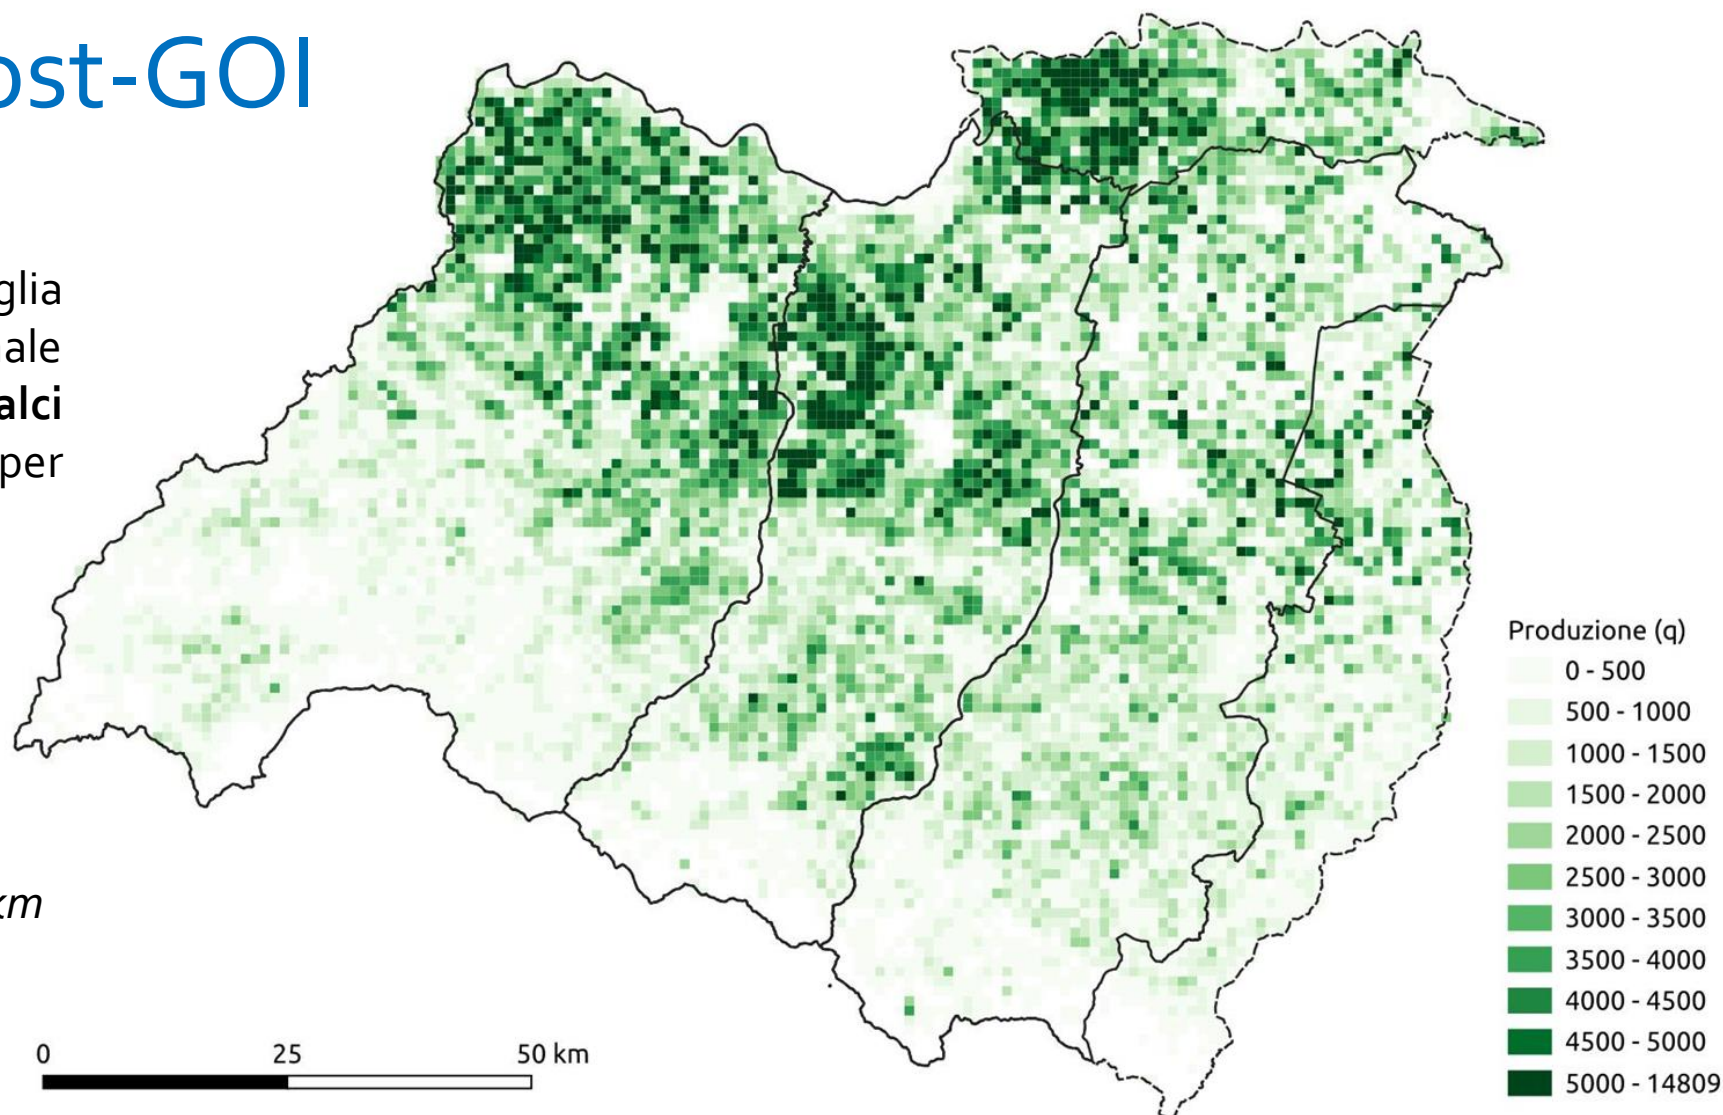 ost-GOI
glia
ale
alci
per
km
0 25 50 km
Produzione (q)
0 - 500
500 - 1000
1000 - 1500
1500 - 2000
2000 - 2500
2500 - 3000
3000 - 3500
3500 - 4000
4000 - 4500
4500 - 5000
5000 - 14809